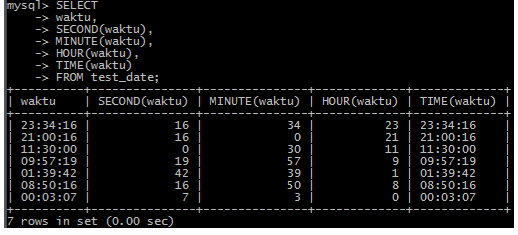 mysql> SELECT
    -> waktu,
    -> SECOND(waktu),
    -> MINUTE(waktu),
    -> HOUR(waktu),
    -> TIME(waktu)
    -> FROM test_date;
+----------+---------------+---------------+-------------+-------------+
| waktu    | SECOND(waktu) | MINUTE(waktu) | HOUR(waktu) | TIME(waktu) |
+----------+---------------+---------------+-------------+-------------+
| 23:34:16 |            16 |            34 |          23 | 23:34:16    |
| 21:00:16 |            16 |             0 |          21 | 21:00:16    |
| 11:30:00 |             0 |            30 |          11 | 11:30:00    |
| 09:57:19 |            19 |            57 |           9 | 09:57:19    |
| 01:39:42 |            42 |            39 |           1 | 01:39:42    |
| 08:50:16 |            16 |            50 |           8 | 08:50:16    |
| 00:03:07 |             7 |             3 |           0 | 00:03:07    |
+----------+---------------+---------------+-------------+-------------+
7 rows in set (0.00 sec)